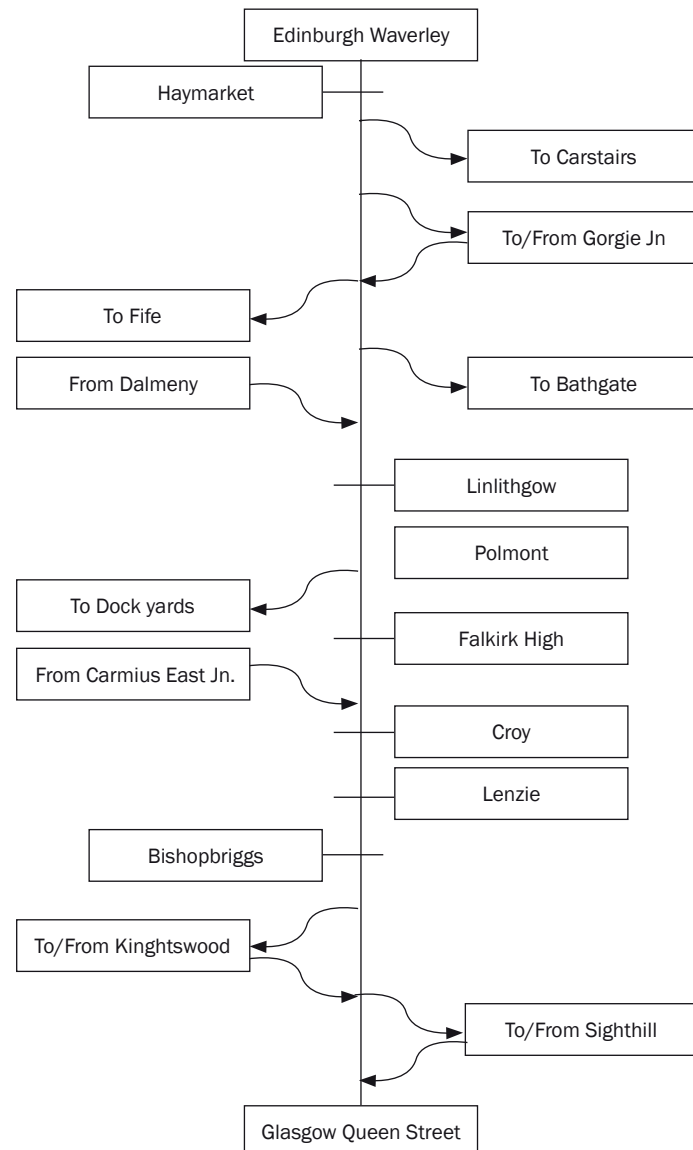 Edinburgh Waverley
Haymarket
To Carstairs
To/From Gorgie Jn
To Fife
From Dalmeny
To Bathgate
Linlithgow
Polmont
To Dock yards
Falkirk High
From Carmius East Jn.
Croy
Lenzie
Bishopbriggs
To/From Kinghtswood
To/From Sighthill
Glasgow Queen Street